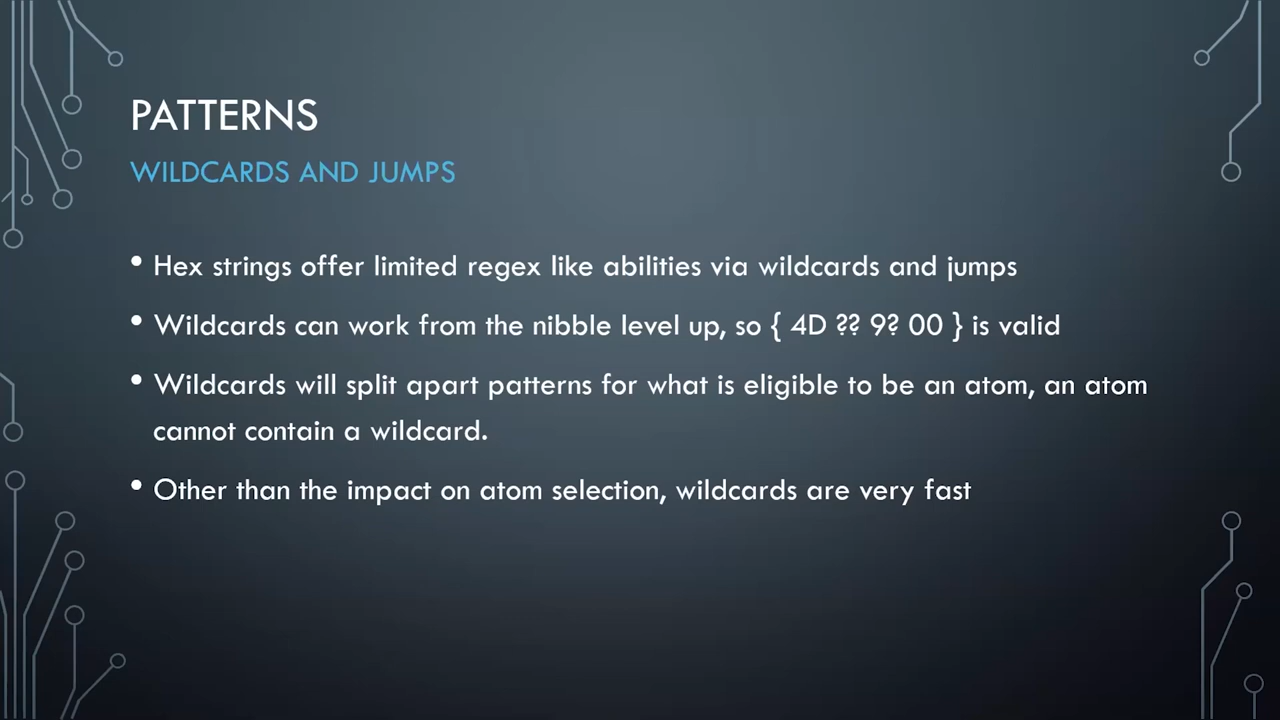 PATTERNS
WILDCARDS AND JUMPS
• Hex strings offer limited regex like abilities via wildcards and jumps
• Wildcards can work from the nibble level up, so { 4D ?? 9? 00 } is valid
• Wildcards will split apart patterns for what is eligible to be an atom, an atom
cannot contain a wildcard.
• Other than the impact on atom selection, wildcards are very fast